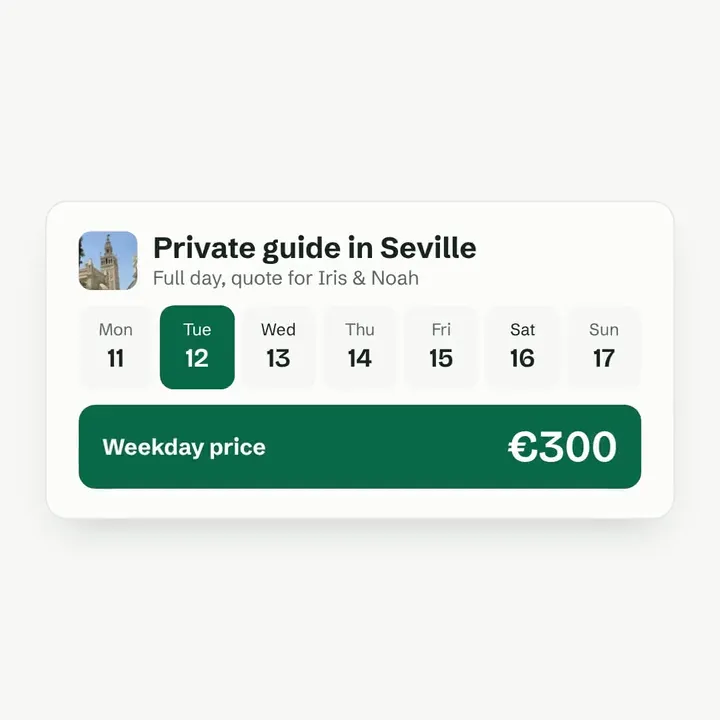 Private guide in Seville
Full day, quote for Iris & Noah
Mon Tue Wed Thu Fri Sat Sun
11 12 13 14 15 16 17
Weekday price €300